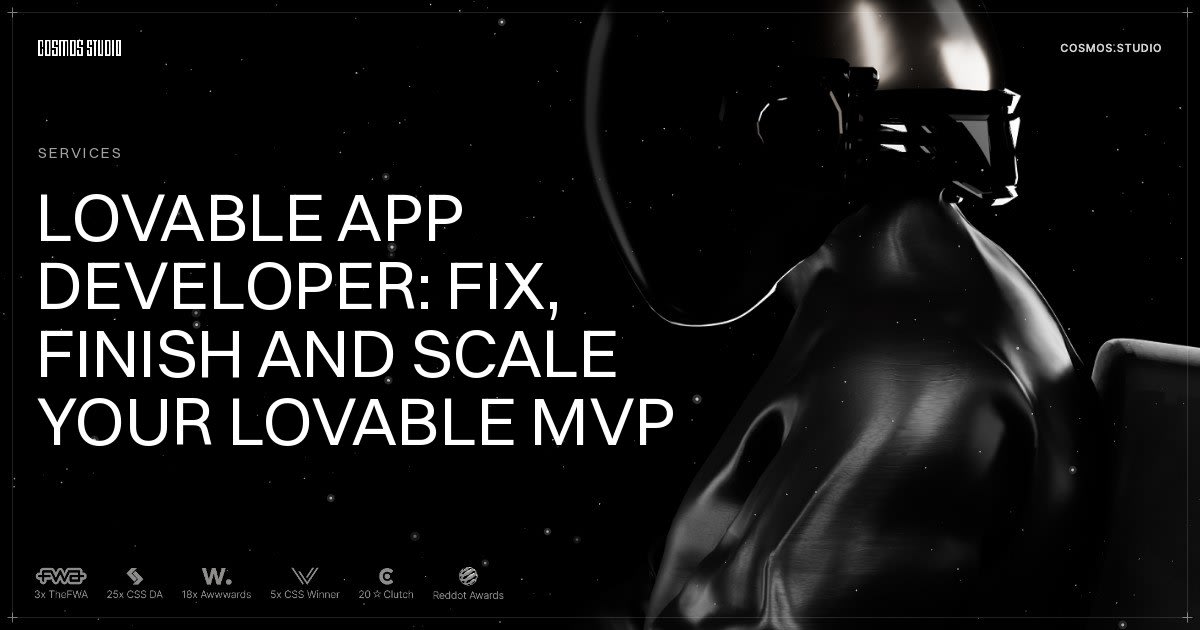 COSMOS STUDIO
COSMOS.STUDIO
SERVICES
LOVABLE APP
DEVELOPER: FIX,
FINISH AND SCALE
YOUR LOVABLE MVP
FWA
W.
3x TheFWA
25x CSS DA
18x Awwwards
5x CSS Winner
20 ☆ Clutch
Reddot Awards